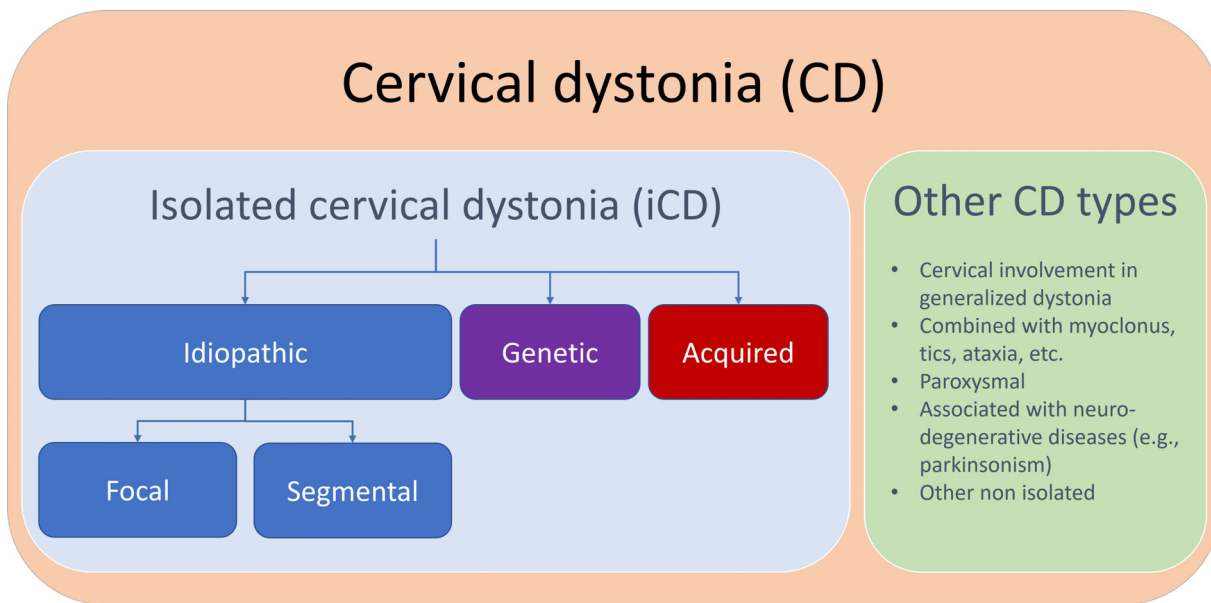 Cervical dystonia (CD)
Isolated cervical dystonia (iCD)
Idiopathic
Genetic
Acquired
Focal
Segmental
Other CD types
• Cervical involvement in
generalized dystonia
• Combined with myoclonus,
tics, ataxia, etc.
• Paroxysmal
• Associated with neuro-
degenerative diseases (e.g.,
parkinsonism)
• Other non isolated